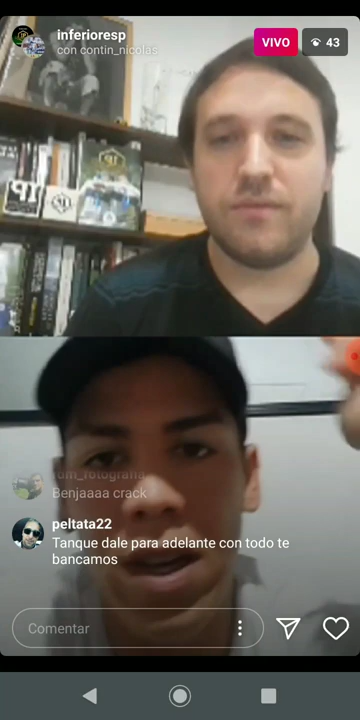 inferioresp
VIVO
43
con contin_nicolas
Benjaaaa crack
peltata22
Tanque dale para adelante con todo te
bancamos
Comentar